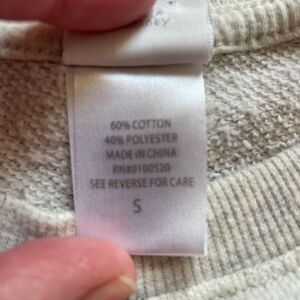 60% COTTON
40% POLYESTER
MADE IN CHINA
RN#0100520
SEE REVERSE FOR CARE
S